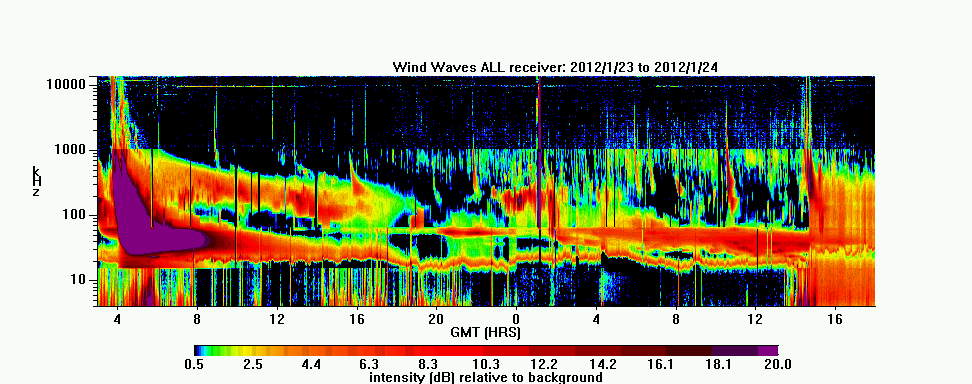 Wind Waves ALL receiver: 2012/1/23 to 2012/1/24
10000
1000
100
10
kHz
4 8 12 16 20 0 4 8 12 16
GMT (HRS)
0.5 2.5 4.4 6.3 8.3 10.3 12.2 14.2 16.1 18.1 20.0
intensity (dB) relative to background